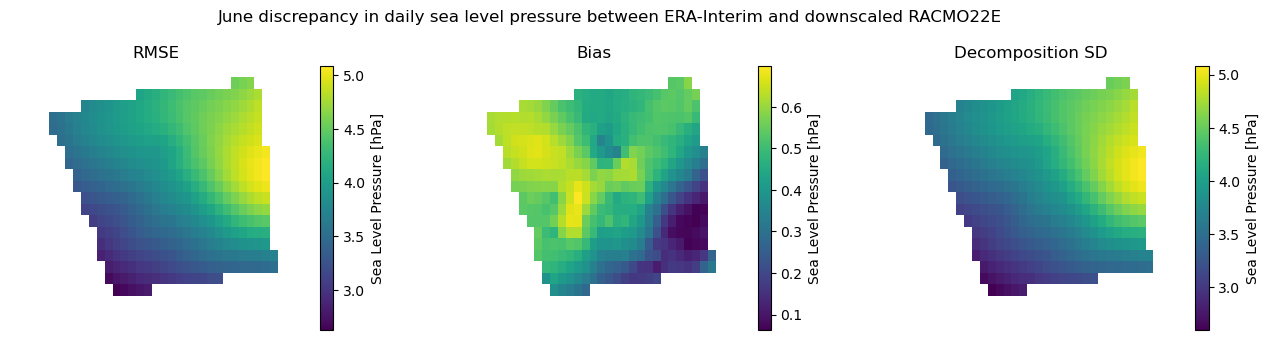 June discrepancy in daily sea level pressure between ERA-Interim and downscaled RACMO22E
RMSE
5.0
4.5
4.0
3.5
3.0
Sea Level Pressure [hPa]
Bias
0.6
0.5
0.4
0.3
0.2
0.1
Sea Level Pressure [hPa]
Decomposition SD
5.0
4.5
4.0
3.5
3.0
Sea Level Pressure [hPa]